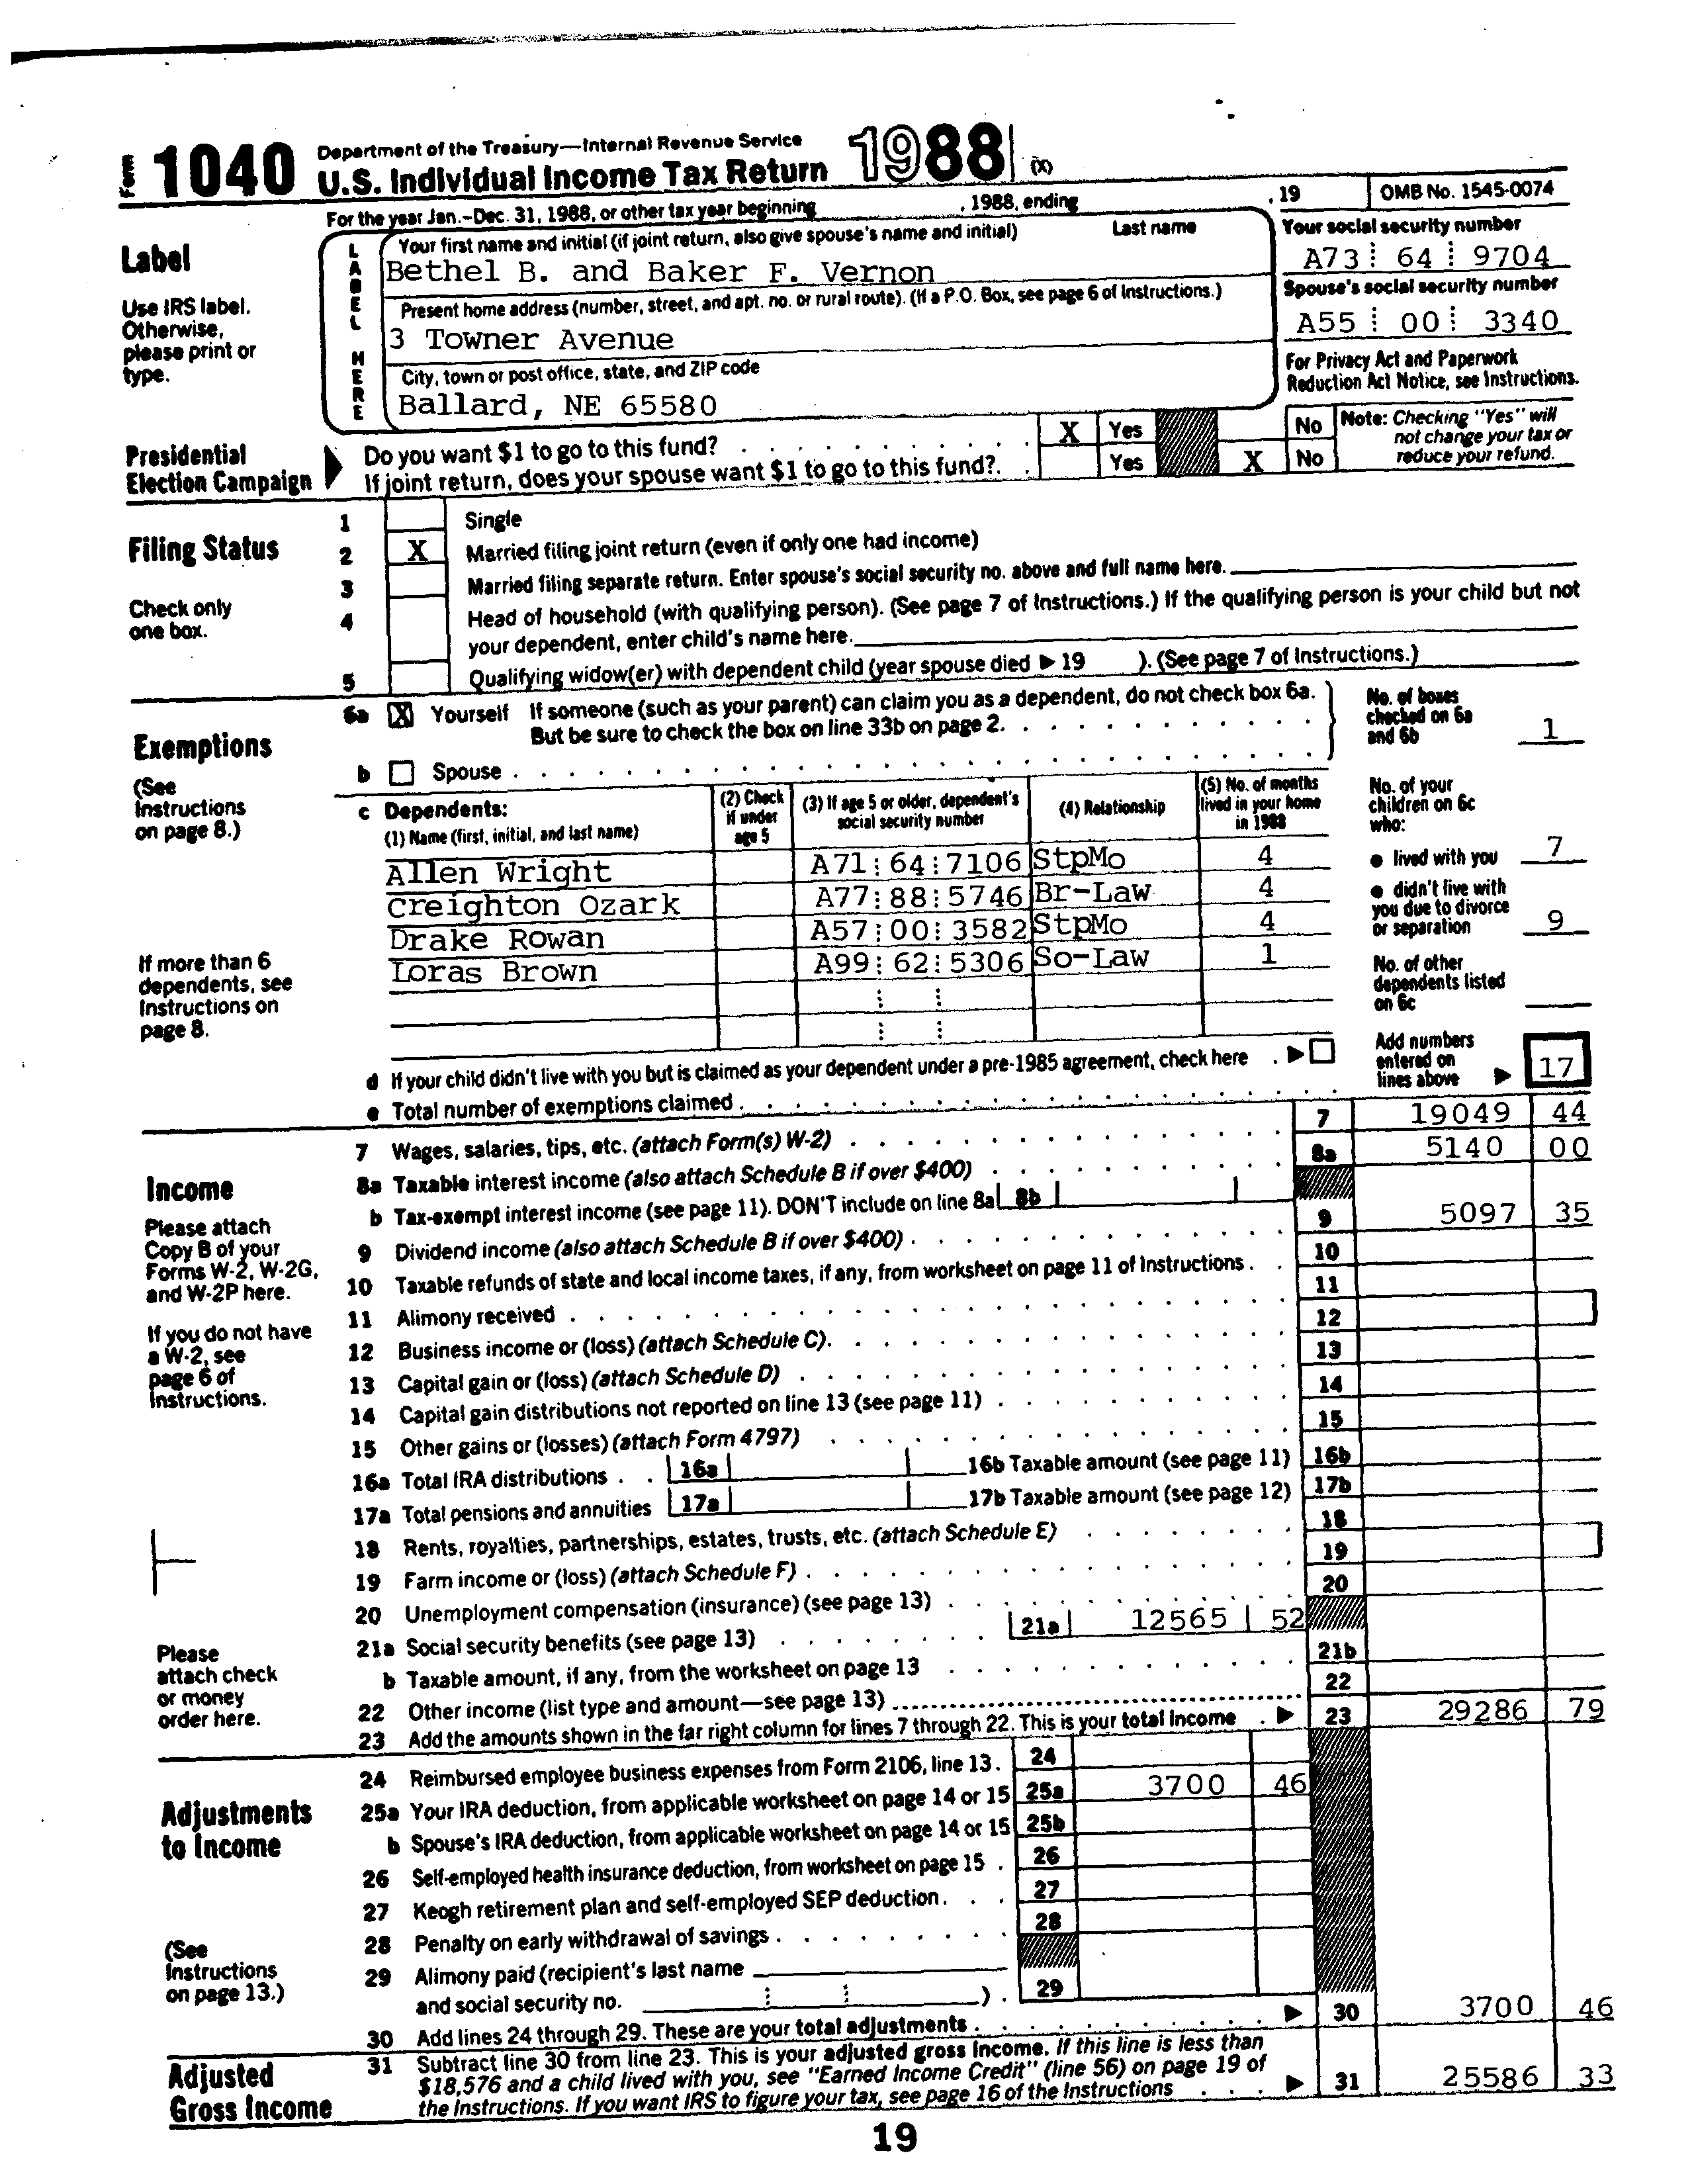 Form 1040 Department of the Treasury—Internal Revenue Service
U.S. Individual Income Tax Return 1988 (X)
For the year Jan.-Dec. 31, 1988, or other tax year beginning , 1988, ending , 19 OMB No. 1545-0074
Label
Use IRS label. Otherwise, please print or type.
LABEL HERE
Your first name and initial (if joint return, also give spouse's name and initial) Last name
Bethel B. and Baker F. Vernon
Your social security number
A73 64 9704
Present home address (number, street, and apt. no. or rural route). (If a P.O. Box, see page 6 of Instructions.)
3 Towner Avenue
Spouse's social security number
A55 00 3340
City, town or post office, state, and ZIP code
Ballard, NE 65580
For Privacy Act and Paperwork
Reduction Act Notice, see Instructions.
Presidential
Election Campaign
Do you want $1 to go to this fund? X Yes No
If joint return, does your spouse want $1 to go to this fund? Yes X No
Note: Checking "Yes" will
not change your tax or
reduce your refund.
Filing Status
Check only
one box.
1 Single
2 X Married filing joint return (even if only one had income)
3 Married filing separate return. Enter spouse's social security no. above and full name here.
4 Head of household (with qualifying person). (See page 7 of Instructions.) If the qualifying person is your child but not
your dependent, enter child's name here.
5 Qualifying widow(er) with dependent child (year spouse died ▶ 19 ). (See page 7 of Instructions.)
Exemptions
(See
Instructions
on page 8.)
If more than 6
dependents, see
Instructions on
page 8.
6a X Yourself If someone (such as your parent) can claim you as a dependent, do not check box 6a.
But be sure to check the box on line 33b on page 2.
b Spouse
No. of boxes
checked on 6a
and 6b 1
c Dependents:
(1) Name (first, initial, and last name)
(2) Check
if under
age 5
(3) If age 5 or older, dependent's
social security number
(4) Relationship
(5) No. of months
lived in your home
in 1988
Allen Wright A71 64 7106 StpMo 4
Creighton Ozark A77 88 5746 Br-Law 4
Drake Rowan A57 00 3582 StpMo 4
Loras Brown A99 62 5306 So-Law 1
No. of your
children on 6c
who:
● lived with you 7
● didn't live with
you due to divorce
or separation 9
No. of other
dependents listed
on 6c
d If your child didn't live with you but is claimed as your dependent under a pre-1985 agreement, check here . ▶
e Total number of exemptions claimed
Add numbers
entered on
lines above ▶ 17
Income
Please attach
Copy B of your
Forms W-2, W-2G,
and W-2P here.
If you do not have
a W-2, see
page 6 of
Instructions.
Please
attach check
or money
order here.
7 Wages, salaries, tips, etc. (attach Form(s) W-2) 7 19049 44
8a Taxable interest income (also attach Schedule B if over $400) 8a 5140 00
b Tax-exempt interest income (see page 11). DON'T include on line 8a 8b
9 Dividend income (also attach Schedule B if over $400) 9 5097 35
10 Taxable refunds of state and local income taxes, if any, from worksheet on page 11 of Instructions 10
11 Alimony received 11
12 Business income or (loss) (attach Schedule C) 12
13 Capital gain or (loss) (attach Schedule D) 13
14 Capital gain distributions not reported on line 13 (see page 11) 14
15 Other gains or (losses) (attach Form 4797) 15
16a Total IRA distributions 16a 16b Taxable amount (see page 11) 16b
17a Total pensions and annuities 17a 17b Taxable amount (see page 12) 17b
18 Rents, royalties, partnerships, estates, trusts, etc. (attach Schedule E) 18
19 Farm income or (loss) (attach Schedule F) 19
20 Unemployment compensation (insurance) (see page 13) 20
21a Social security benefits (see page 13) 21a 12565 52
b Taxable amount, if any, from the worksheet on page 13 21b
22 Other income (list type and amount—see page 13) 22
23 Add the amounts shown in the far right column for lines 7 through 22. This is your total income ▶ 23 29286 79
Adjustments
to Income
(See
Instructions
on page 13.)
24 Reimbursed employee business expenses from Form 2106, line 13. 24
25a Your IRA deduction, from applicable worksheet on page 14 or 15 25a 3700 46
b Spouse's IRA deduction, from applicable worksheet on page 14 or 15 25b
26 Self-employed health insurance deduction, from worksheet on page 15 26
27 Keogh retirement plan and self-employed SEP deduction 27
28 Penalty on early withdrawal of savings 28
29 Alimony paid (recipient's last name
and social security no. ) 29
30 Add lines 24 through 29. These are your total adjustments ▶ 30 3700 46
Adjusted
Gross Income
31 Subtract line 30 from line 23. This is your adjusted gross income. If this line is less than
$18,576 and a child lived with you, see "Earned Income Credit" (line 56) on page 19 of
the Instructions. If you want IRS to figure your tax, see page 16 of the Instructions ▶ 31 25586 33
19